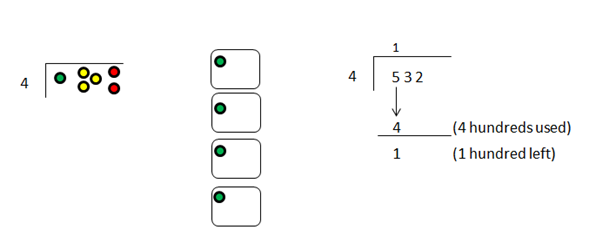 4
1
4 5 3 2
4 (4 hundreds used)
1 (1 hundred left)